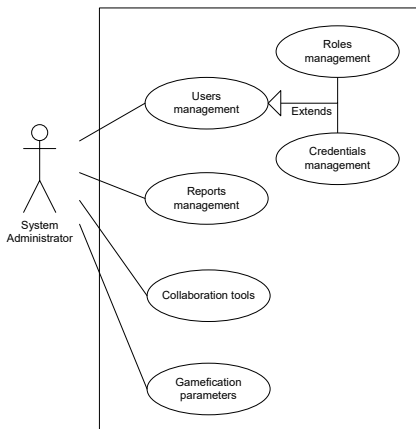 Roles
management
Users
management
Extends
Credentials
management
Reports
management
System
Administrator
Collaboration tools
Gamefication
parameters